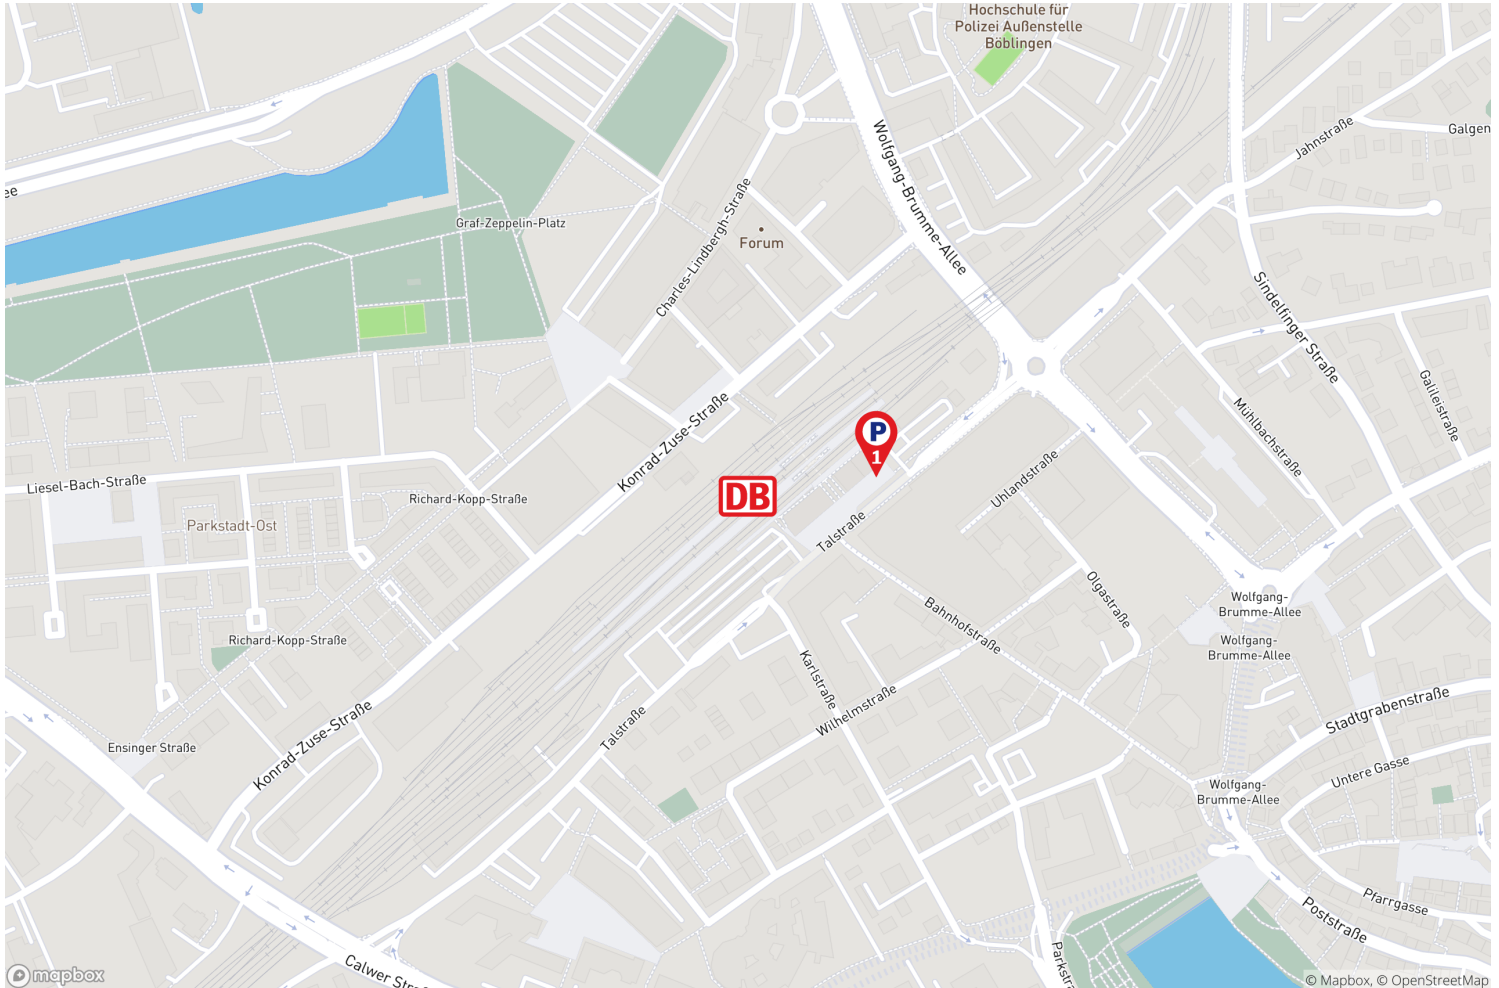 Hochschule für
Polizei Außenstelle
Böblingen
Wolfgang-Brumme-Allee
Jahnstraße
Galgen
ee
Graf-Zeppelin-Platz
Charles-Lindbergh-Straße
Forum
Sindelfinger Straße
Galileistraße
Mühlbachstraße
Konrad-Zuse-Straße
P
1
DB
Liesel-Bach-Straße
Richard-Kopp-Straße
Parkstadt-Ost
Uhlandstraße
Talstraße
Olgastraße
Bahnhofstraße
Wolfgang-
Brumme-Allee
Wolfgang-
Brumme-Allee
Richard-Kopp-Straße
Karlstraße
Wilhelmstraße
Stadtgrabenstraße
Konrad-Zuse-Straße
Talstraße
Ensinger Straße
Untere Gasse
Wolfgang-
Brumme-Allee
Pfarrgasse
Poststraße
Calwer Straß
Parkstra
mapbox
© Mapbox, © OpenStreetMap